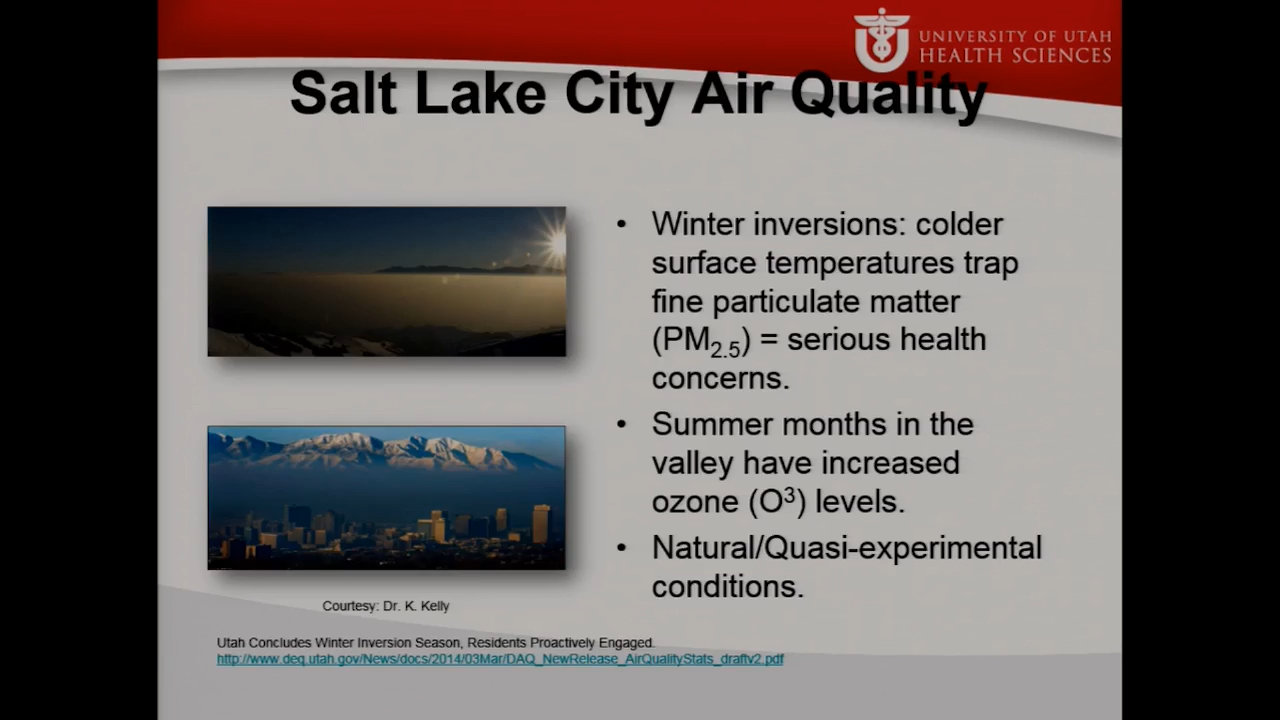 UNIVERSITY OF UTAH
HEALTH SCIENCES
Salt Lake City Air Quality
• Winter inversions: colder
surface temperatures trap
fine particulate matter
(PM2.5) = serious health
concerns.
• Summer months in the
valley have increased
ozone (O³) levels.
• Natural/Quasi-experimental
conditions.
Courtesy: Dr. K. Kelly
Utah Concludes Winter Inversion Season, Residents Proactively Engaged.
http://www.deq.utah.gov/News/docs/2014/03Mar/DAQ_NewRelease_AirQualityStats_draftv2.pdf